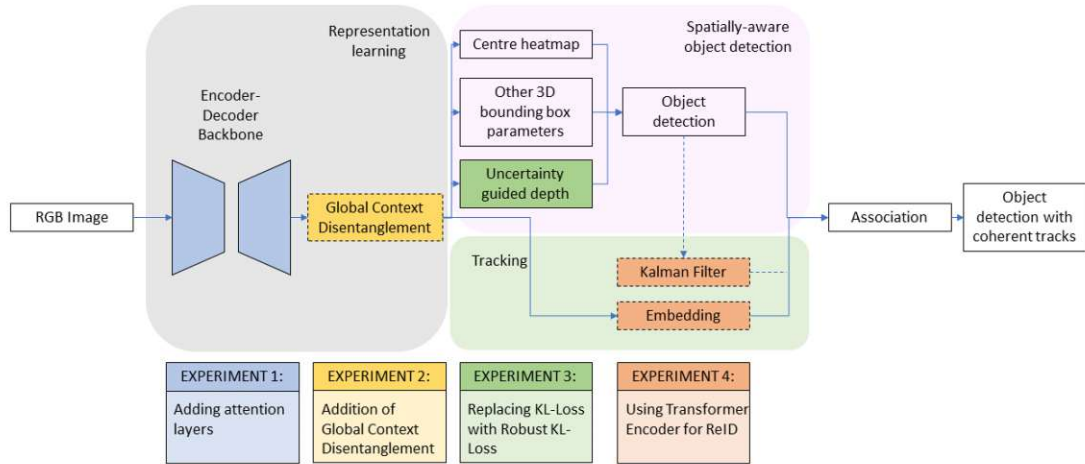 Representation
learning
Encoder-
Decoder
Backbone
RGB Image
Global Context
Disentanglement
Spatially-aware
object detection
Centre heatmap
Other 3D
bounding box
parameters
Uncertainty
guided depth
Object
detection
Tracking
Kalman Filter
Embedding
Association
Object
detection with
coherent tracks
EXPERIMENT 1:
Adding attention
layers
EXPERIMENT 2:
Addition of
Global Context
Disentanglement
EXPERIMENT 3:
Replacing KL-Loss
with Robust KL-
Loss
EXPERIMENT 4:
Using Transformer
Encoder for ReID